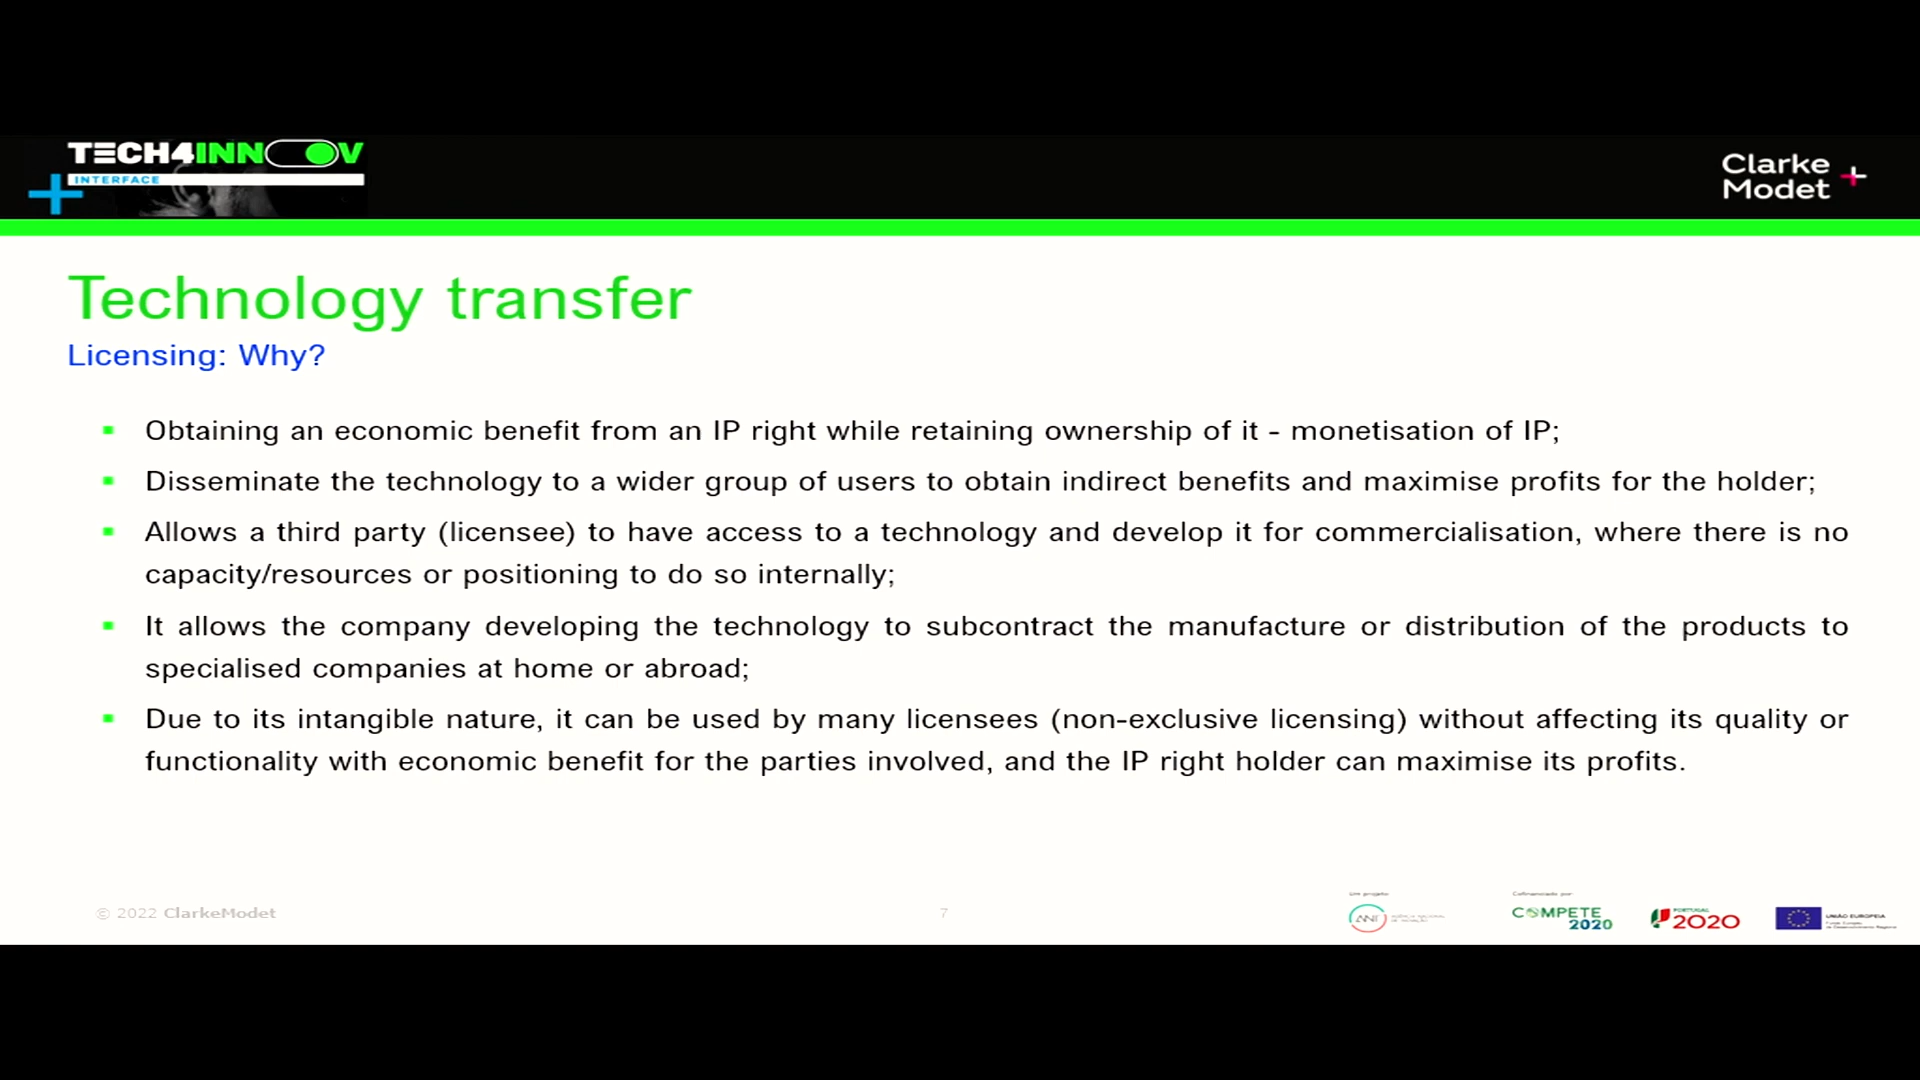 TECH4INNOV
INTERFACE
Clarke
Modet
Technology transfer
Licensing: Why?
Obtaining an economic benefit from an IP right while retaining ownership of it - monetisation of IP;
Disseminate the technology to a wider group of users to obtain indirect benefits and maximise profits for the holder;
Allows a third party (licensee) to have access to a technology and develop it for commercialisation, where there is no
capacity/resources or positioning to do so internally;
It allows the company developing the technology to subcontract the manufacture or distribution of the products to
specialised companies at home or abroad;
Due to its intangible nature, it can be used by many licensees (non-exclusive licensing) without affecting its quality or
functionality with economic benefit for the parties involved, and the IP right holder can maximise its profits.
© 2022 ClarkeModet
7
Um projeto
ANI
Cofinanciado por:
COMPETE
2020
PORTUGAL
2020
UNIÃO EUROPEIA